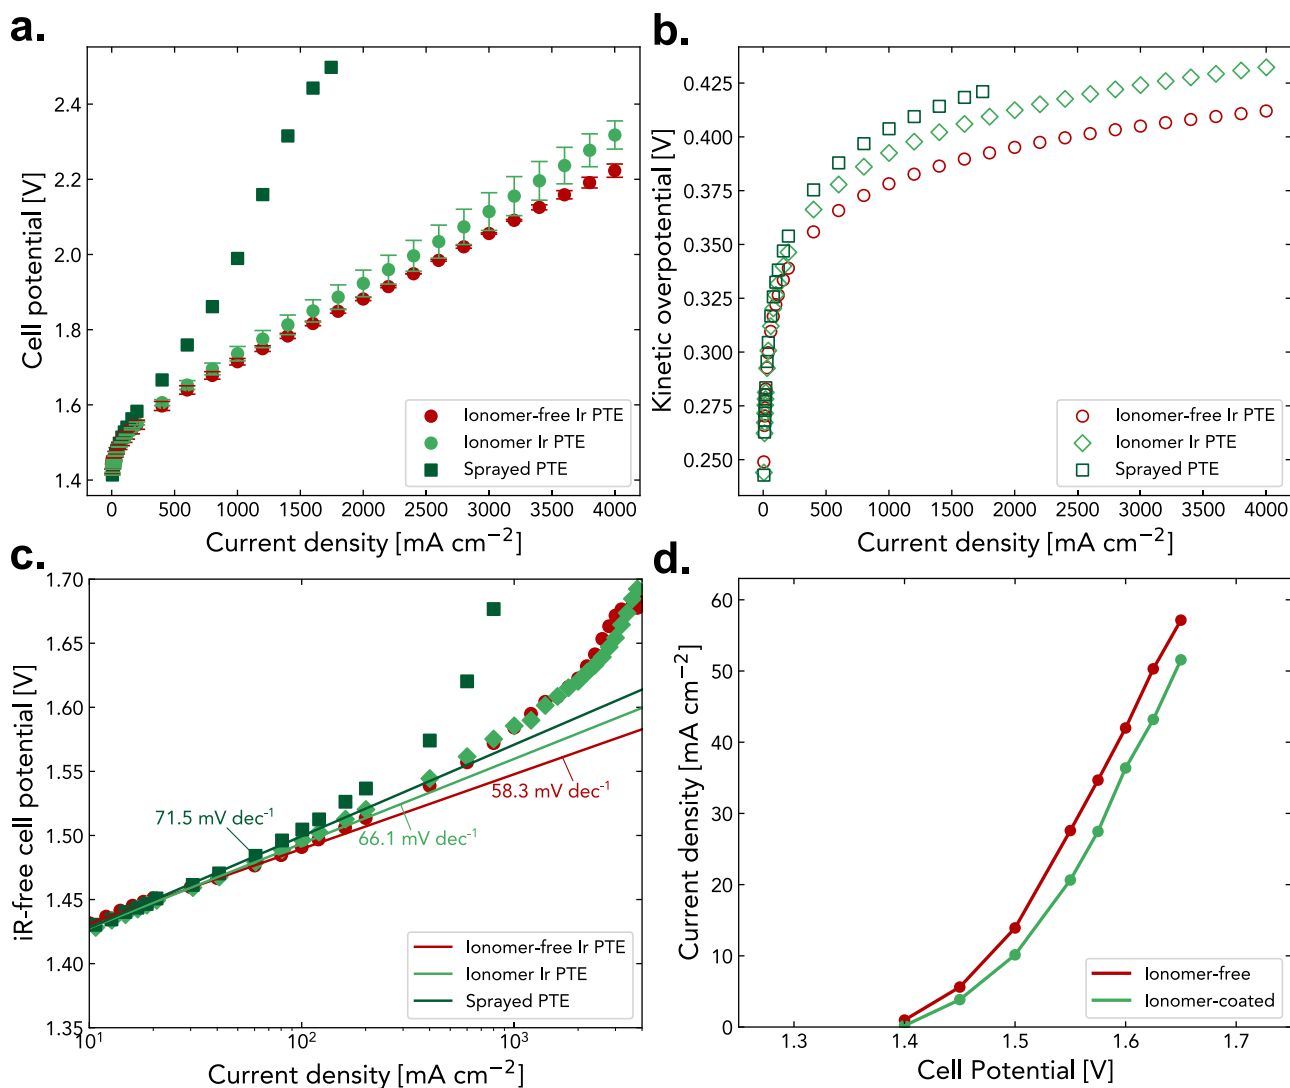 a.
Cell potential [V]
2.4
2.2
2.0
1.8
1.6
1.4
0 500 1000 1500 2000 2500 3000 3500 4000
Current density [mA cm⁻²]
Ionomer-free Ir PTE
Ionomer Ir PTE
Sprayed PTE
b.
Kinetic overpotential [V]
0.425
0.400
0.375
0.350
0.325
0.300
0.275
0.250
0 500 1000 1500 2000 2500 3000 3500 4000
Current density [mA cm⁻²]
Ionomer-free Ir PTE
Ionomer Ir PTE
Sprayed PTE
c.
iR-free cell potential [V]
1.70
1.65
1.60
1.55
1.50
1.45
1.40
1.35
10¹ 10² 10³
Current density [mA cm⁻²]
71.5 mV dec⁻¹
66.1 mV dec⁻¹
58.3 mV dec⁻¹
Ionomer-free Ir PTE
Ionomer Ir PTE
Sprayed PTE
d.
Current density [mA cm⁻²]
60
50
40
30
20
10
0
1.3 1.4 1.5 1.6 1.7
Cell Potential [V]
Ionomer-free
Ionomer-coated